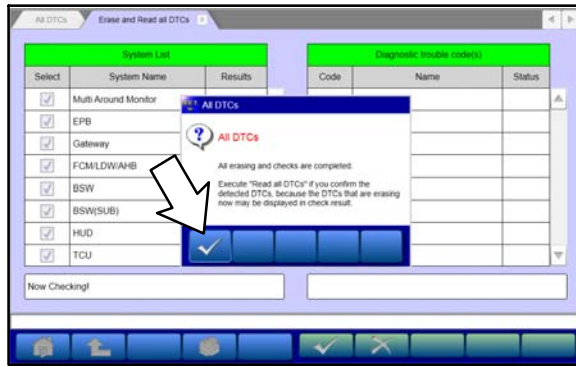 All DTCs
Erase and Read all DTCs
System List
Diagnostic trouble code(s)
Select
System Name
Results
Code
Name
Status
Multi Around Monitor
EPB
Gateway
FCM/LDW/AHB
BSW
BSW(SUB)
HUD
TCU
All DTCs
All DTCs
All erasing and checks are completed.
Execute "Read all DTCs" if you confirm the
detected DTCs, because the DTCs that are erasing
now may be displayed in check result.
Now Checking!